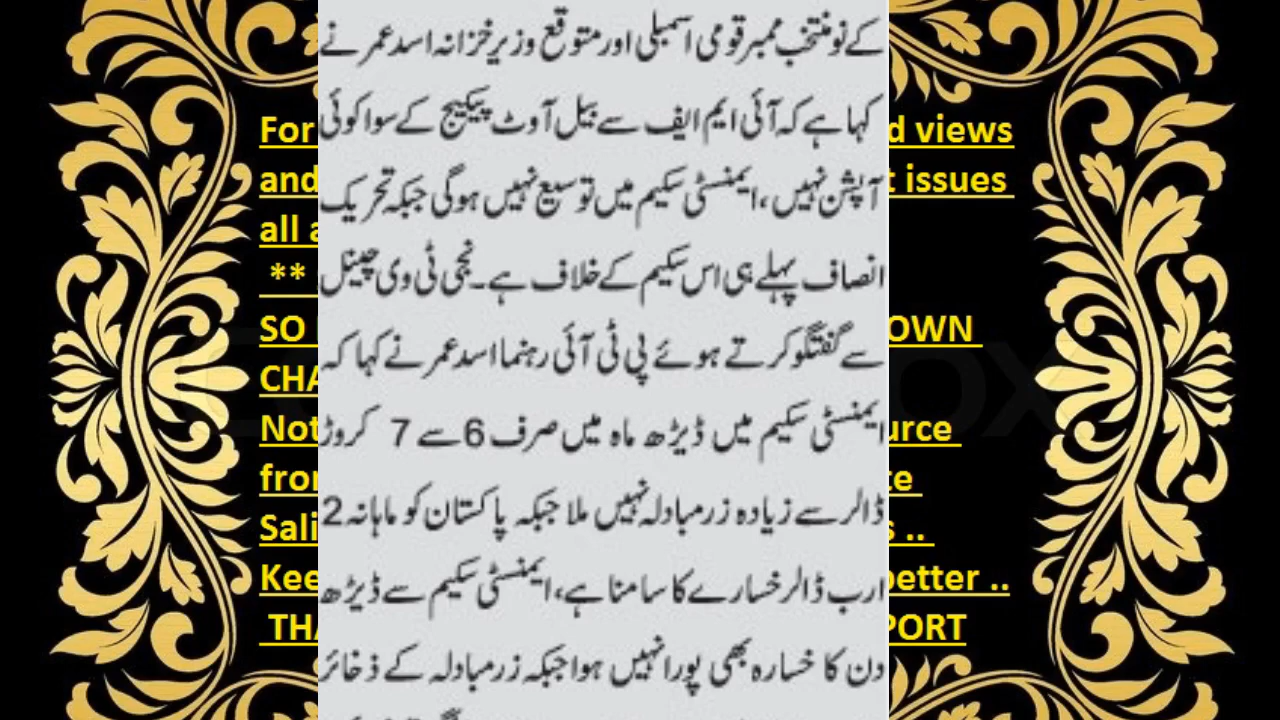 کے نو منتخب ممبر قومی اسمبلی اور متوقع وزیر خزانہ اسد عمر نے
کہا ہے کہ آئی ایم ایف سے بیل آوٹ پیکیج کے سوا کوئی
آپشن نہیں، ایمنسٹی سکیم میں توسیع نہیں ہوگی جبکہ تحریک
انصاف پہلے ہی اس سکیم کے خلاف ہے۔ نجی ٹی وی چینل
سے گفتگو کرتے ہوئے پی ٹی آئی رہنما اسد عمر نے کہا کہ
ایمنسٹی سکیم میں ڈیڑھ ماہ میں صرف 6 سے 7 کروڑ
ڈالر سے زیادہ زرمبادلہ نہیں ملا جبکہ پاکستان کو ماہانہ 2
ارب ڈالر خسارے کا سامنا ہے، ایمنسٹی سکیم سے ڈیڑھ
دن کا خسارہ بھی پورا نہیں ہوا جبکہ زرمبادلہ کے ذخائر
For d views
and issues
all
**
SO OWN
CHA
Not urce
from
Sali ..
Kee better ..
THA PORT